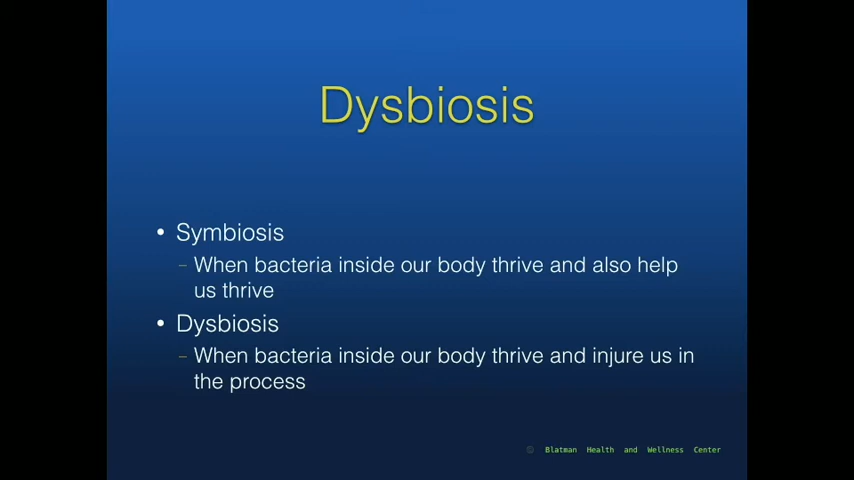 Dysbiosis
• Symbiosis
– When bacteria inside our body thrive and also help
us thrive
• Dysbiosis
– When bacteria inside our body thrive and injure us in
the process
© Blatman Health and Wellness Center